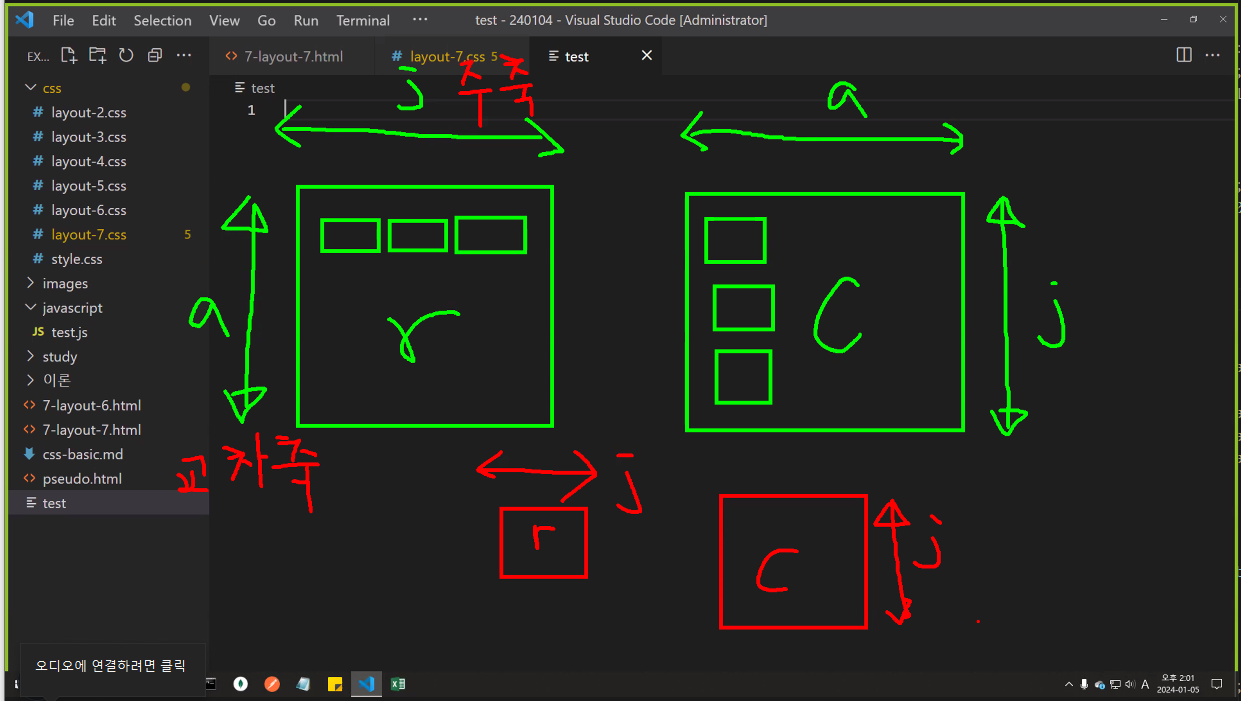 File Edit Selection View Go Run Terminal ··· test - 240104 - Visual Studio Code [Administrator]
EX... ··· 7-layout-7.html # layout-7.css 5 test ···
test
1
css
# layout-2.css
# layout-3.css
# layout-4.css
# layout-5.css
# layout-6.css
# layout-7.css 5
# style.css
images
javascript
JS test.js
study
이론
7-layout-6.html
7-layout-7.html
css-basic.md
pseudo.html
test
j 주축 a
a r C j
교차축 j
r C j
오디오에 연결하려면 클릭
A 오후 2:01
2024-01-05